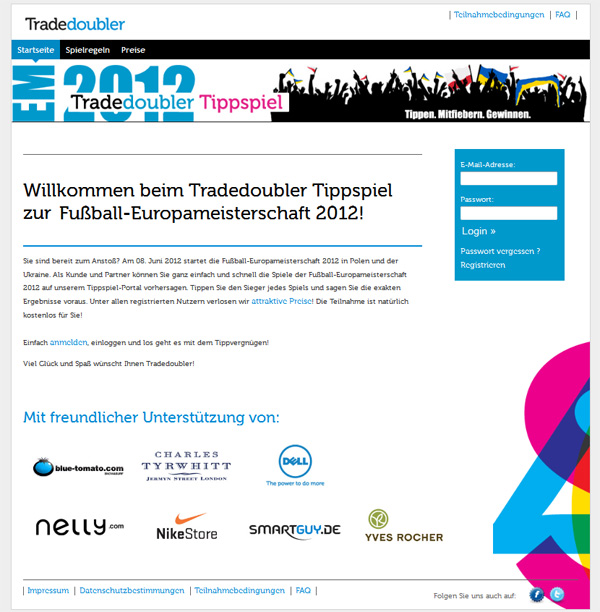 Tradedoubler
| Teilnahmebedingungen | FAQ |
Startseite Spielregeln Preise
EM 2012
Tradedoubler Tippspiel
Tippen. Mitfiebern. Gewinnen.
Willkommen beim Tradedoubler Tippspiel
zur Fußball-Europameisterschaft 2012!
Sie sind bereit zum Anstoß? Am 08. Juni 2012 startet die Fußball-Europameisterschaft 2012 in Polen und der
Ukraine. Als Kunde und Partner können Sie ganz einfach und schnell die Spiele der Fußball-Europameisterschaft
2012 auf unserem Tippspiel-Portal vorhersagen. Tippen Sie den Sieger jedes Spiels und sagen Sie die exakten
Ergebnisse voraus. Unter allen registrierten Nutzern verlosen wir attraktive Preise! Die Teilnahme ist natürlich
kostenlos für Sie!
Einfach anmelden, einloggen und los geht es mit dem Tippvergnügen!
Viel Glück und Spaß wünscht Ihnen Tradedoubler!
E-Mail-Adresse:
Passwort:
Login »
Passwort vergessen ?
Registrieren
Mit freundlicher Unterstützung von:
blue-tomato.com
CHARLES
TYRWHITT
JERMYN STREET LONDON
DELL
The power to do more
nelly.com
NikeStore
SMARTGUY.DE
YVES ROCHER
| Impressum | Datenschutzbestimmungen | Teilnahmebedingungen | FAQ |
Folgen Sie uns auch auf: